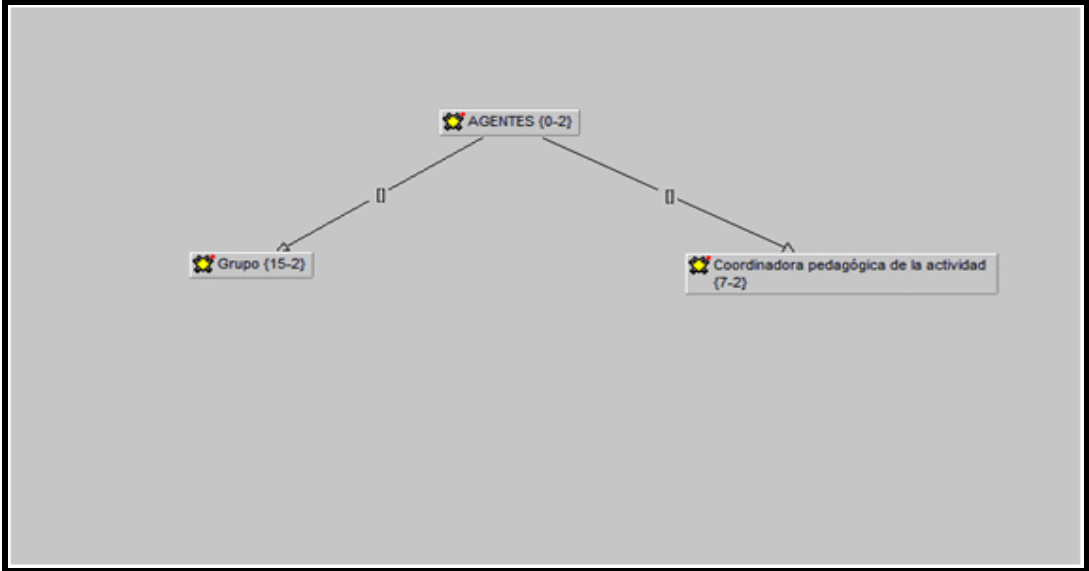 AGENTES {0-2}
[]
[]
Grupo {15-2}
Coordinadora pedagógica de la actividad
{7-2}